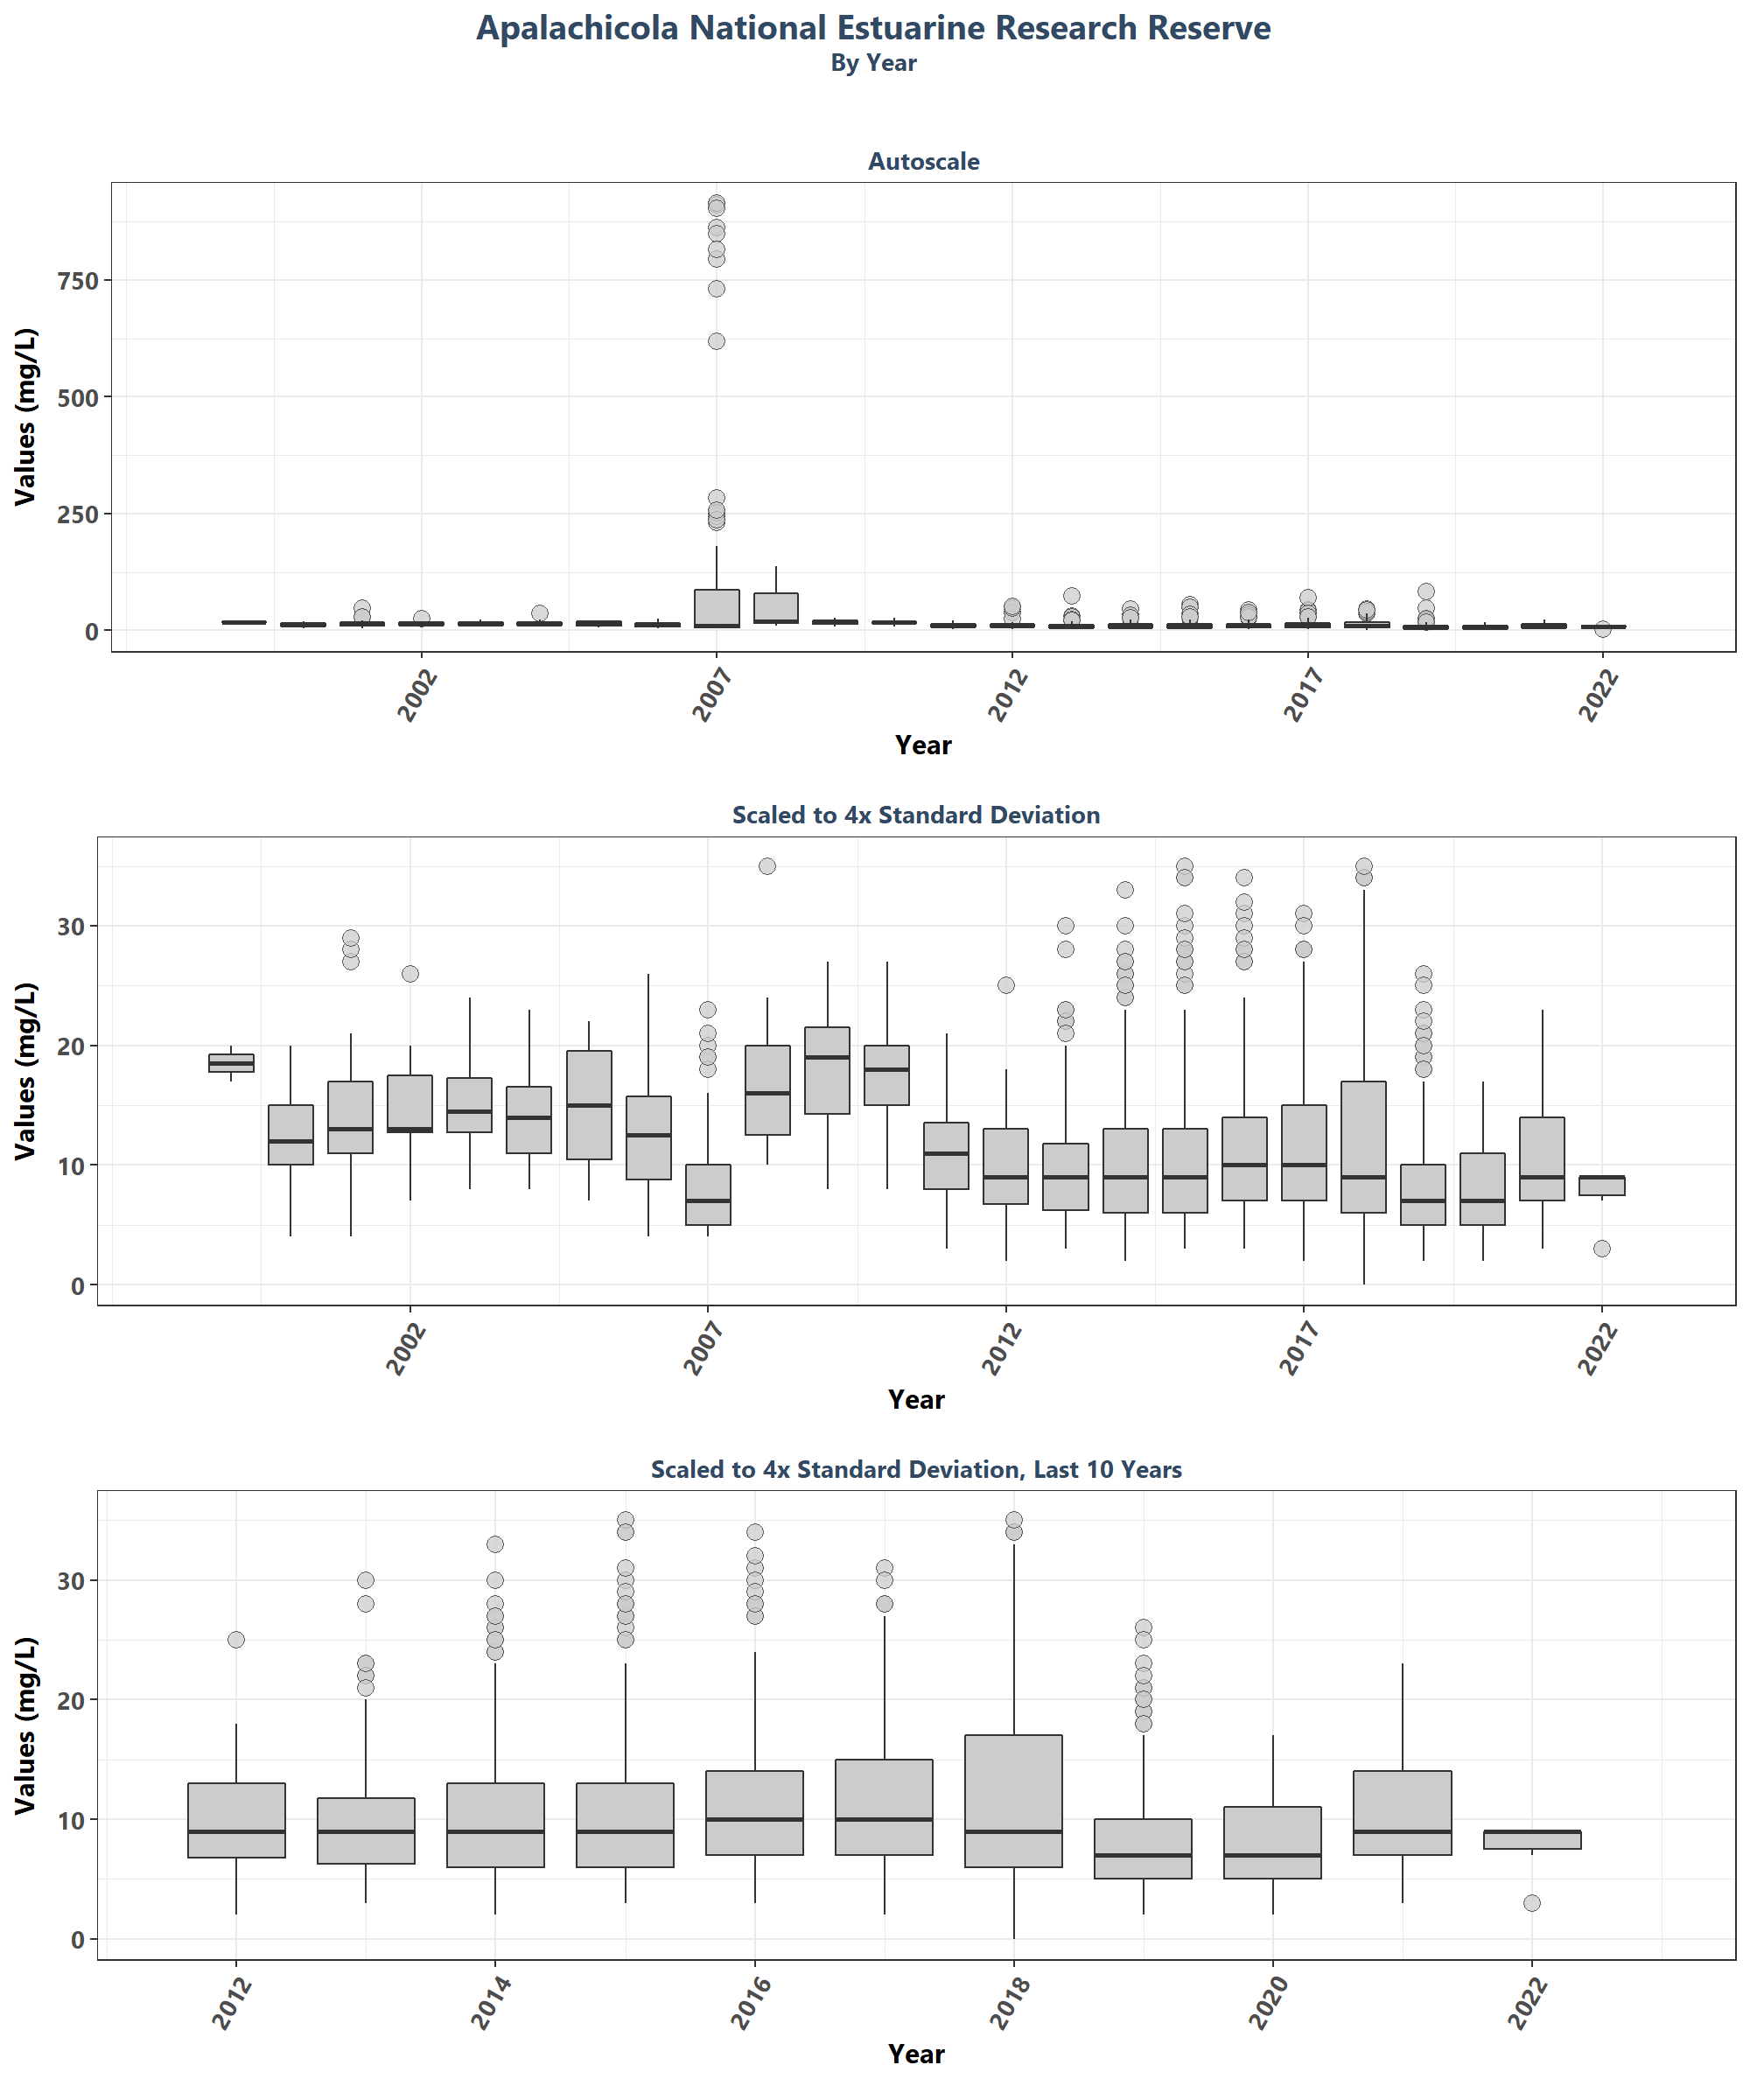 Apalachicola National Estuarine Research Reserve
By Year
Autoscale
Values (mg/L)
750
500
250
0
2002 2007 2012 2017 2022
Year
Scaled to 4x Standard Deviation
Values (mg/L)
30
20
10
0
2002 2007 2012 2017 2022
Year
Scaled to 4x Standard Deviation, Last 10 Years
Values (mg/L)
30
20
10
0
2012 2014 2016 2018 2020 2022
Year